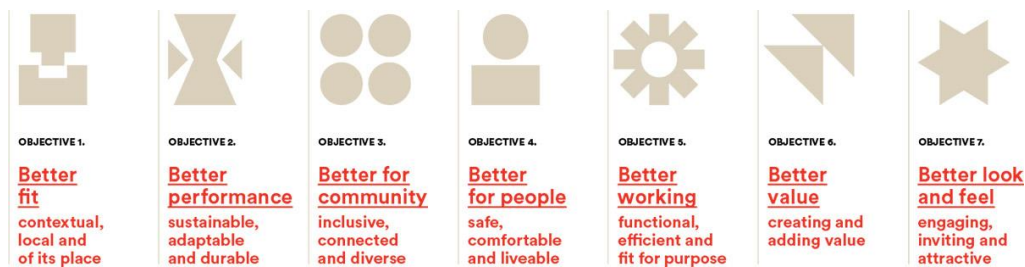 OBJECTIVE 1.
Better
fit
contextual,
local and
of its place
OBJECTIVE 2.
Better
performance
sustainable,
adaptable
and durable
OBJECTIVE 3.
Better for
community
inclusive,
connected
and diverse
OBJECTIVE 4.
Better
for people
safe,
comfortable
and liveable
OBJECTIVE 5.
Better
working
functional,
efficient and
fit for purpose
OBJECTIVE 6.
Better
value
creating and
adding value
OBJECTIVE 7.
Better look
and feel
engaging,
inviting and
attractive